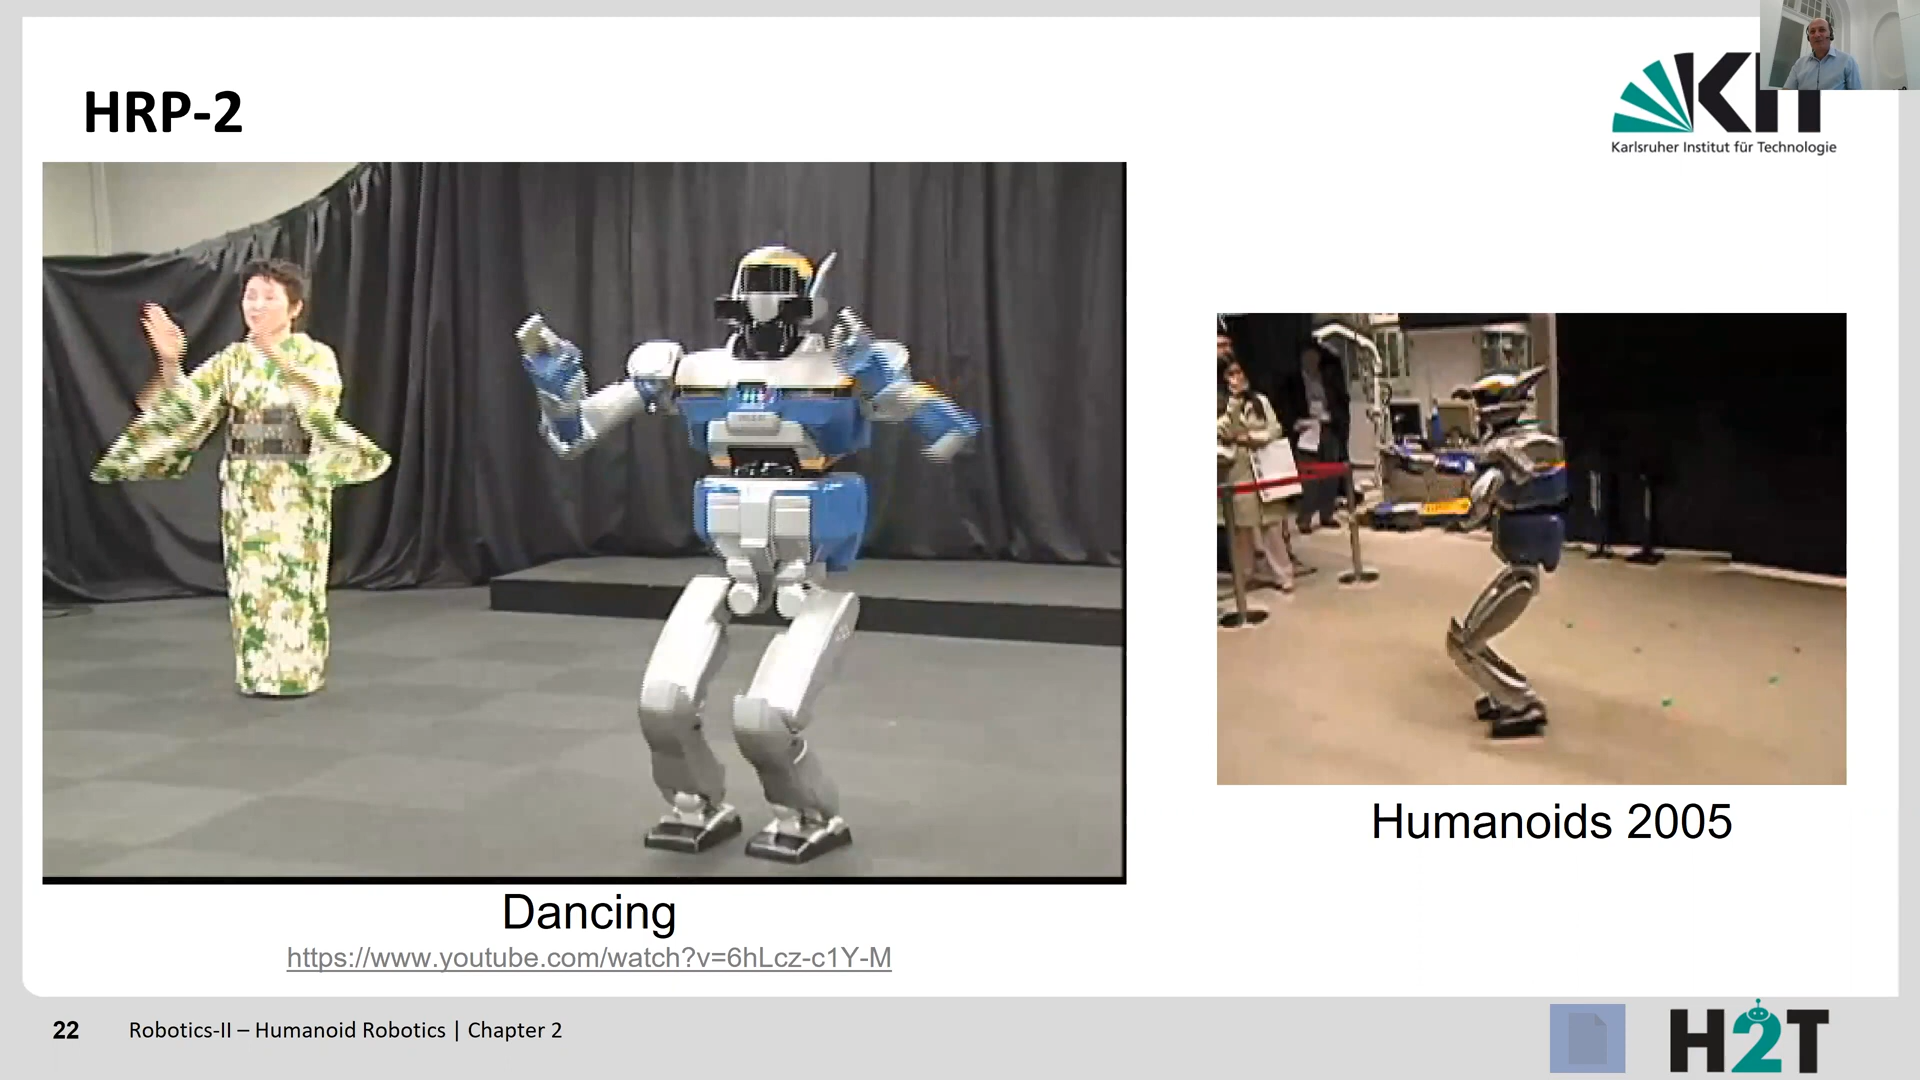 HRP-2
KIT
Karlsruher Institut für Technologie
Humanoids 2005
Dancing
https://www.youtube.com/watch?v=6hLcz-c1Y-M
22
Robotics-II – Humanoid Robotics | Chapter 2
H2T